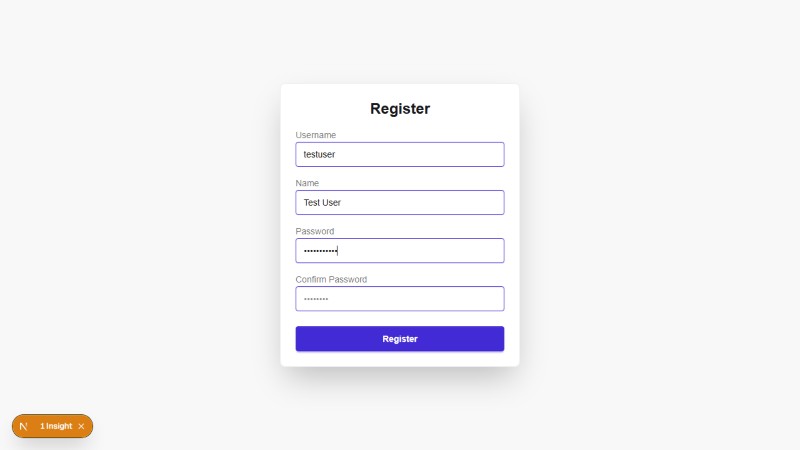 Register
Username
testuser
Name
Test User
Password
•••••••••••
Confirm Password
••••••••
Register
N 1 Insight ×